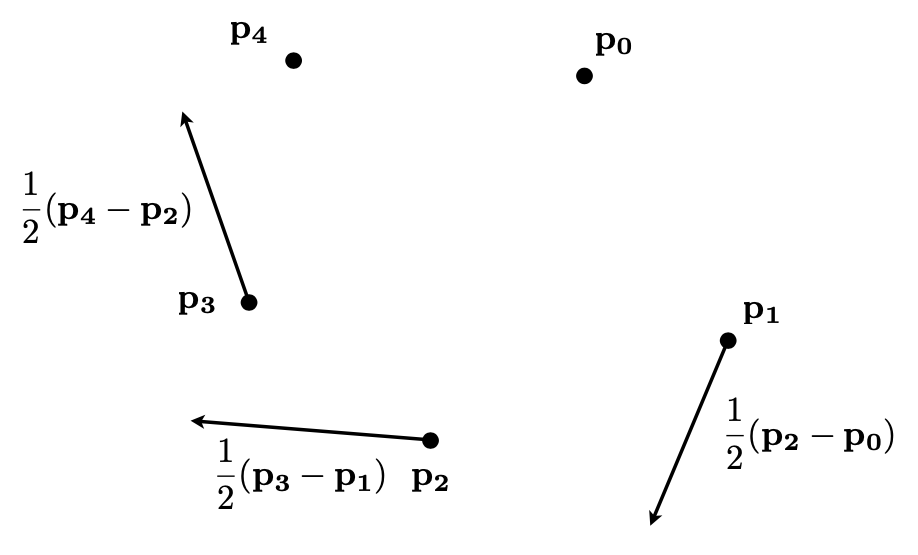 p₄
p₀
½(p₄ − p₂)
p₃
p₁
½(p₂ − p₀)
½(p₃ − p₁)
p₂